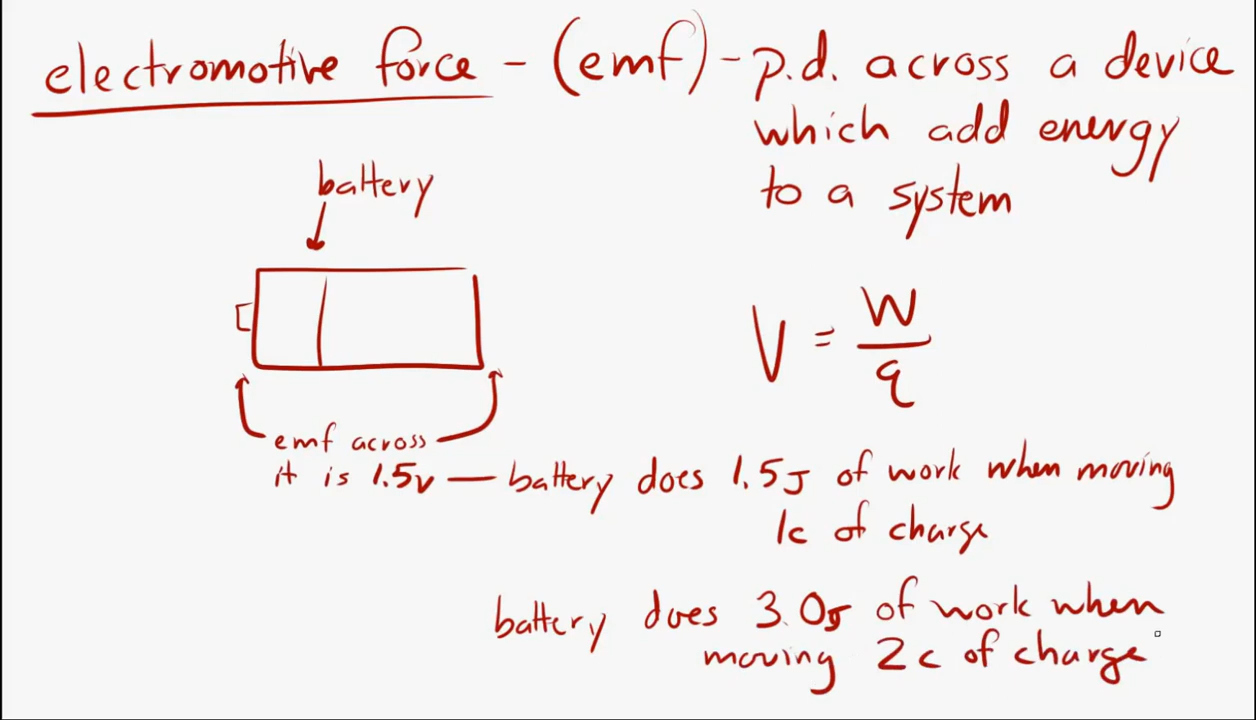 electromotive force - (emf) - p.d. across a device
which add energy
to a system
battery
V = W/q
emf across
it is 1.5v — battery does 1.5J of work when moving
1c of charge
battery does 3.0J of work when
moving 2c of charge